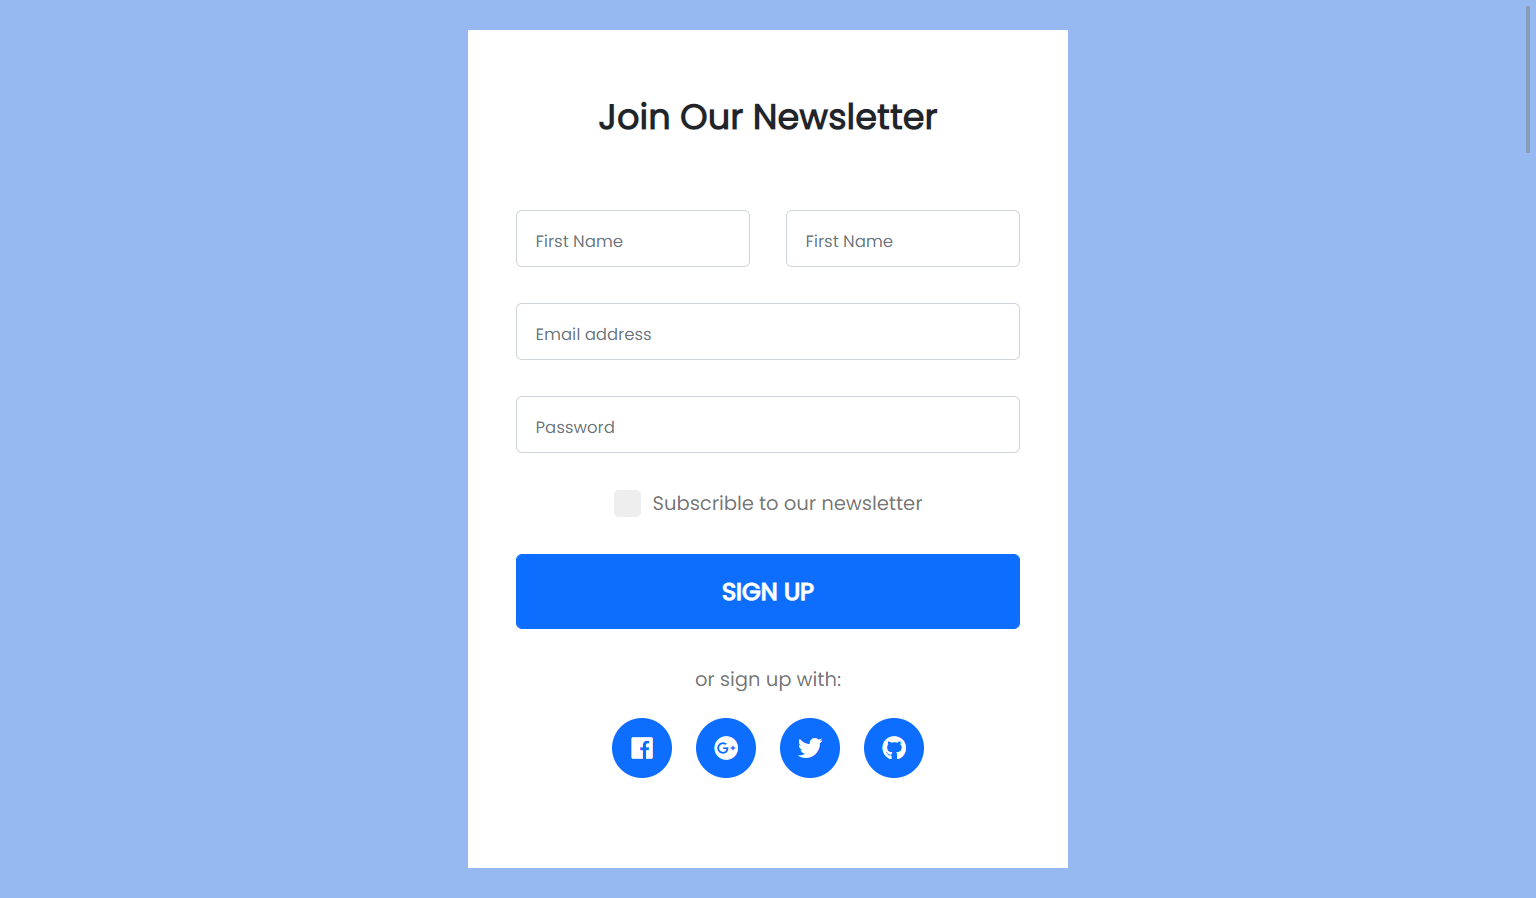 Join Our Newsletter
First Name First Name
Email address
Password
Subscrible to our newsletter
SIGN UP
or sign up with: